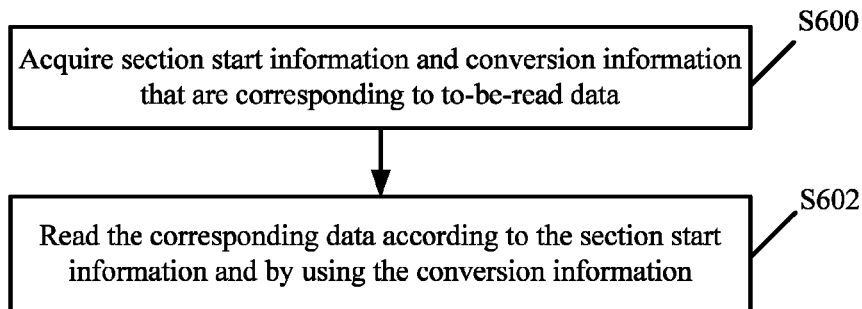 S600
Acquire section start information and conversion information
that are corresponding to to-be-read data
S602
Read the corresponding data according to the section start
information and by using the conversion information